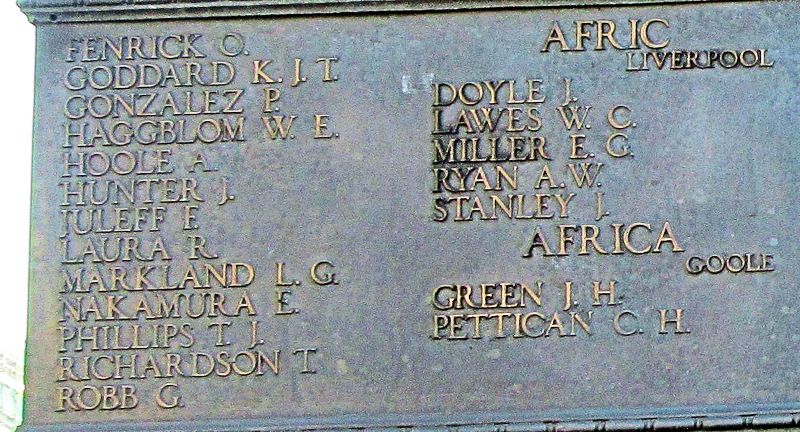 FENRICK O.
GODDARD K. J. T.
GONZALEZ P.
HAGGBLOM W. E.
HOOLE A.
HUNTER J.
JULEFF F.
LAURA R.
MARKLAND L. G.
NAKAMURA E.
PHILLIPS T. J.
RICHARDSON T.
ROBB G.
AFRIC
LIVERPOOL
DOYLE J.
LAWES W. C.
MILLER E. G.
RYAN A. W.
STANLEY J.
AFRICA
GOOLE
GREEN J. H.
PETTICAN C. H.